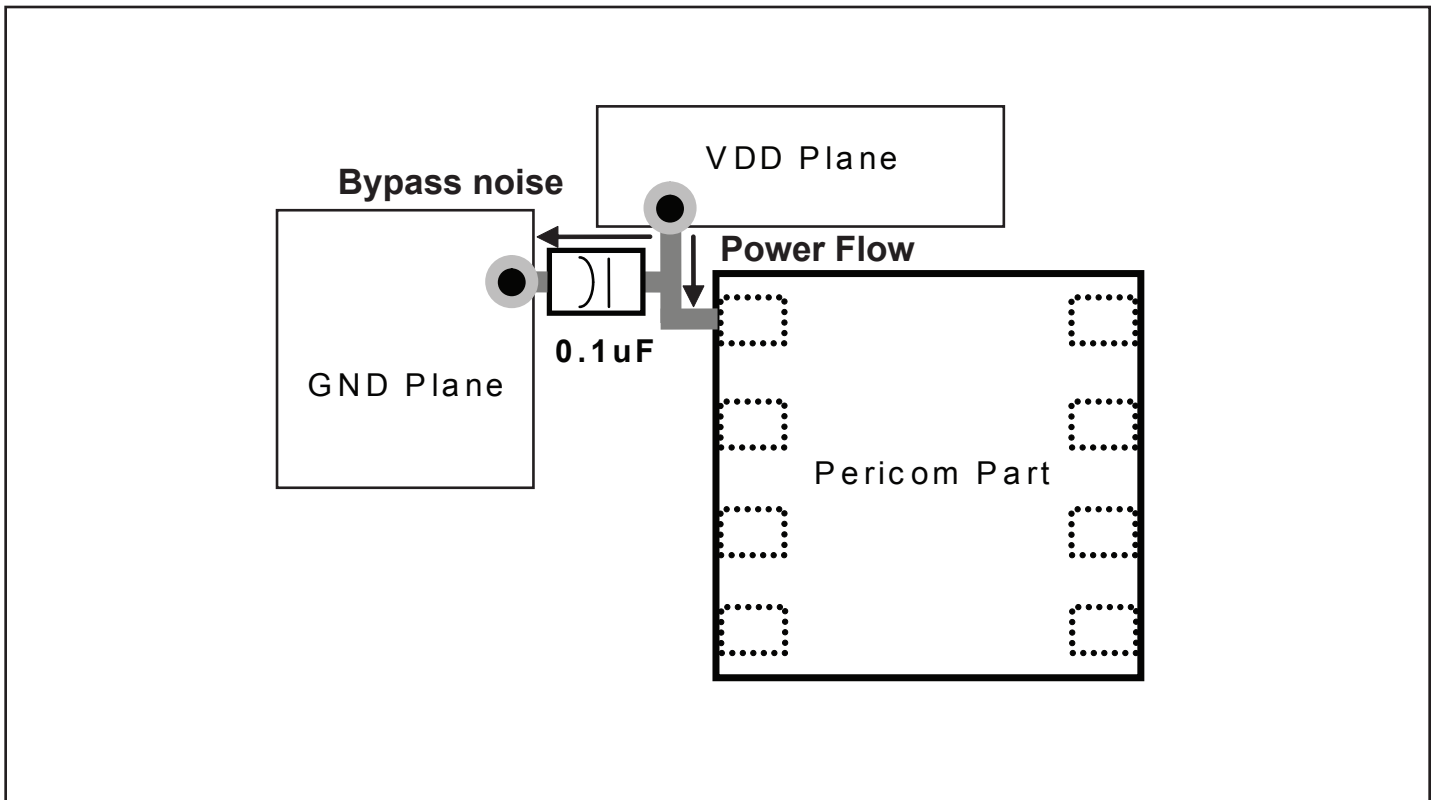 VDD Plane
Bypass noise
Power Flow
0.1uF
GND Plane
Pericom Part